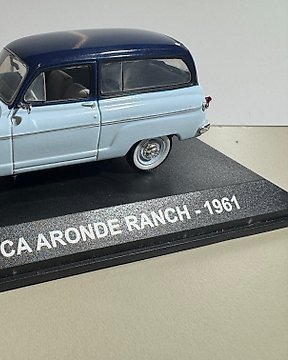 CA ARONDE RANCH - 1961